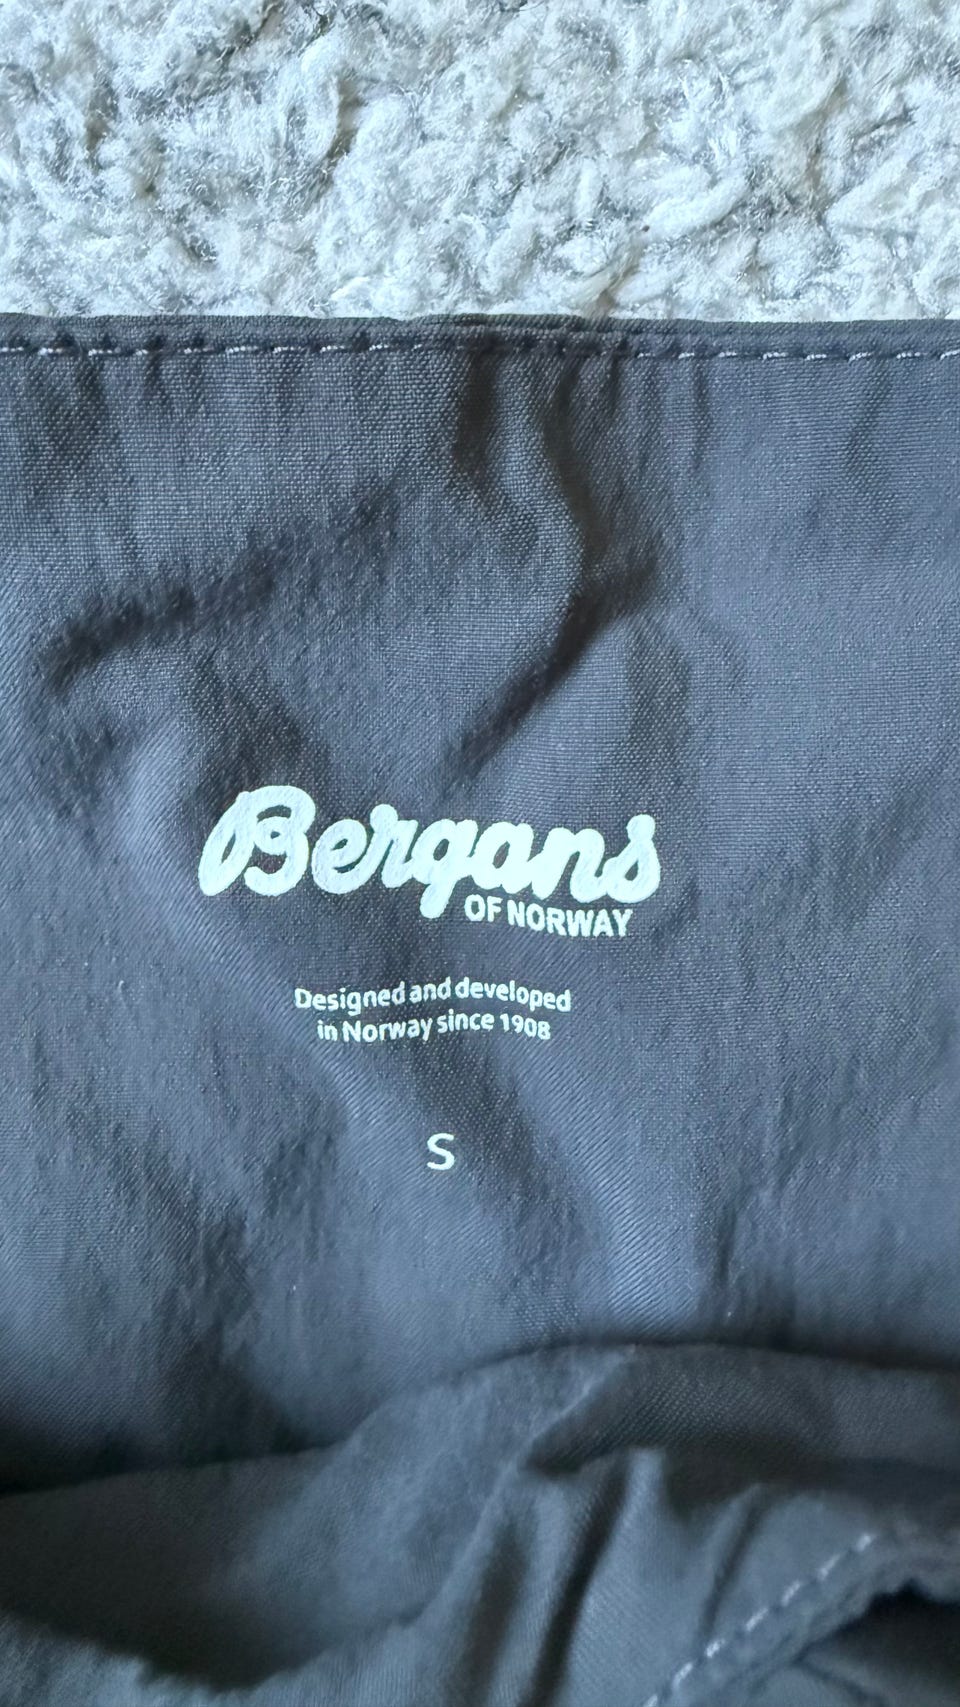 Bergans
OF NORWAY
Designed and developed
in Norway since 1908
S